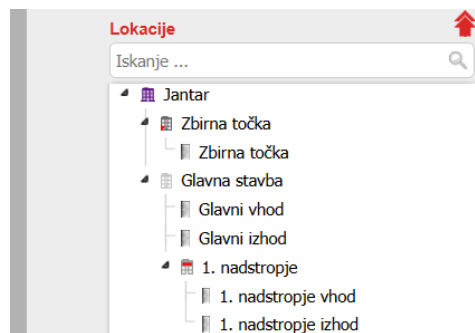 Lokacije
Iskanje ...
Jantar
Zbirna točka
Zbirna točka
Glavna stavba
Glavni vhod
Glavni izhod
1. nadstropje
1. nadstropje vhod
1. nadstropje izhod